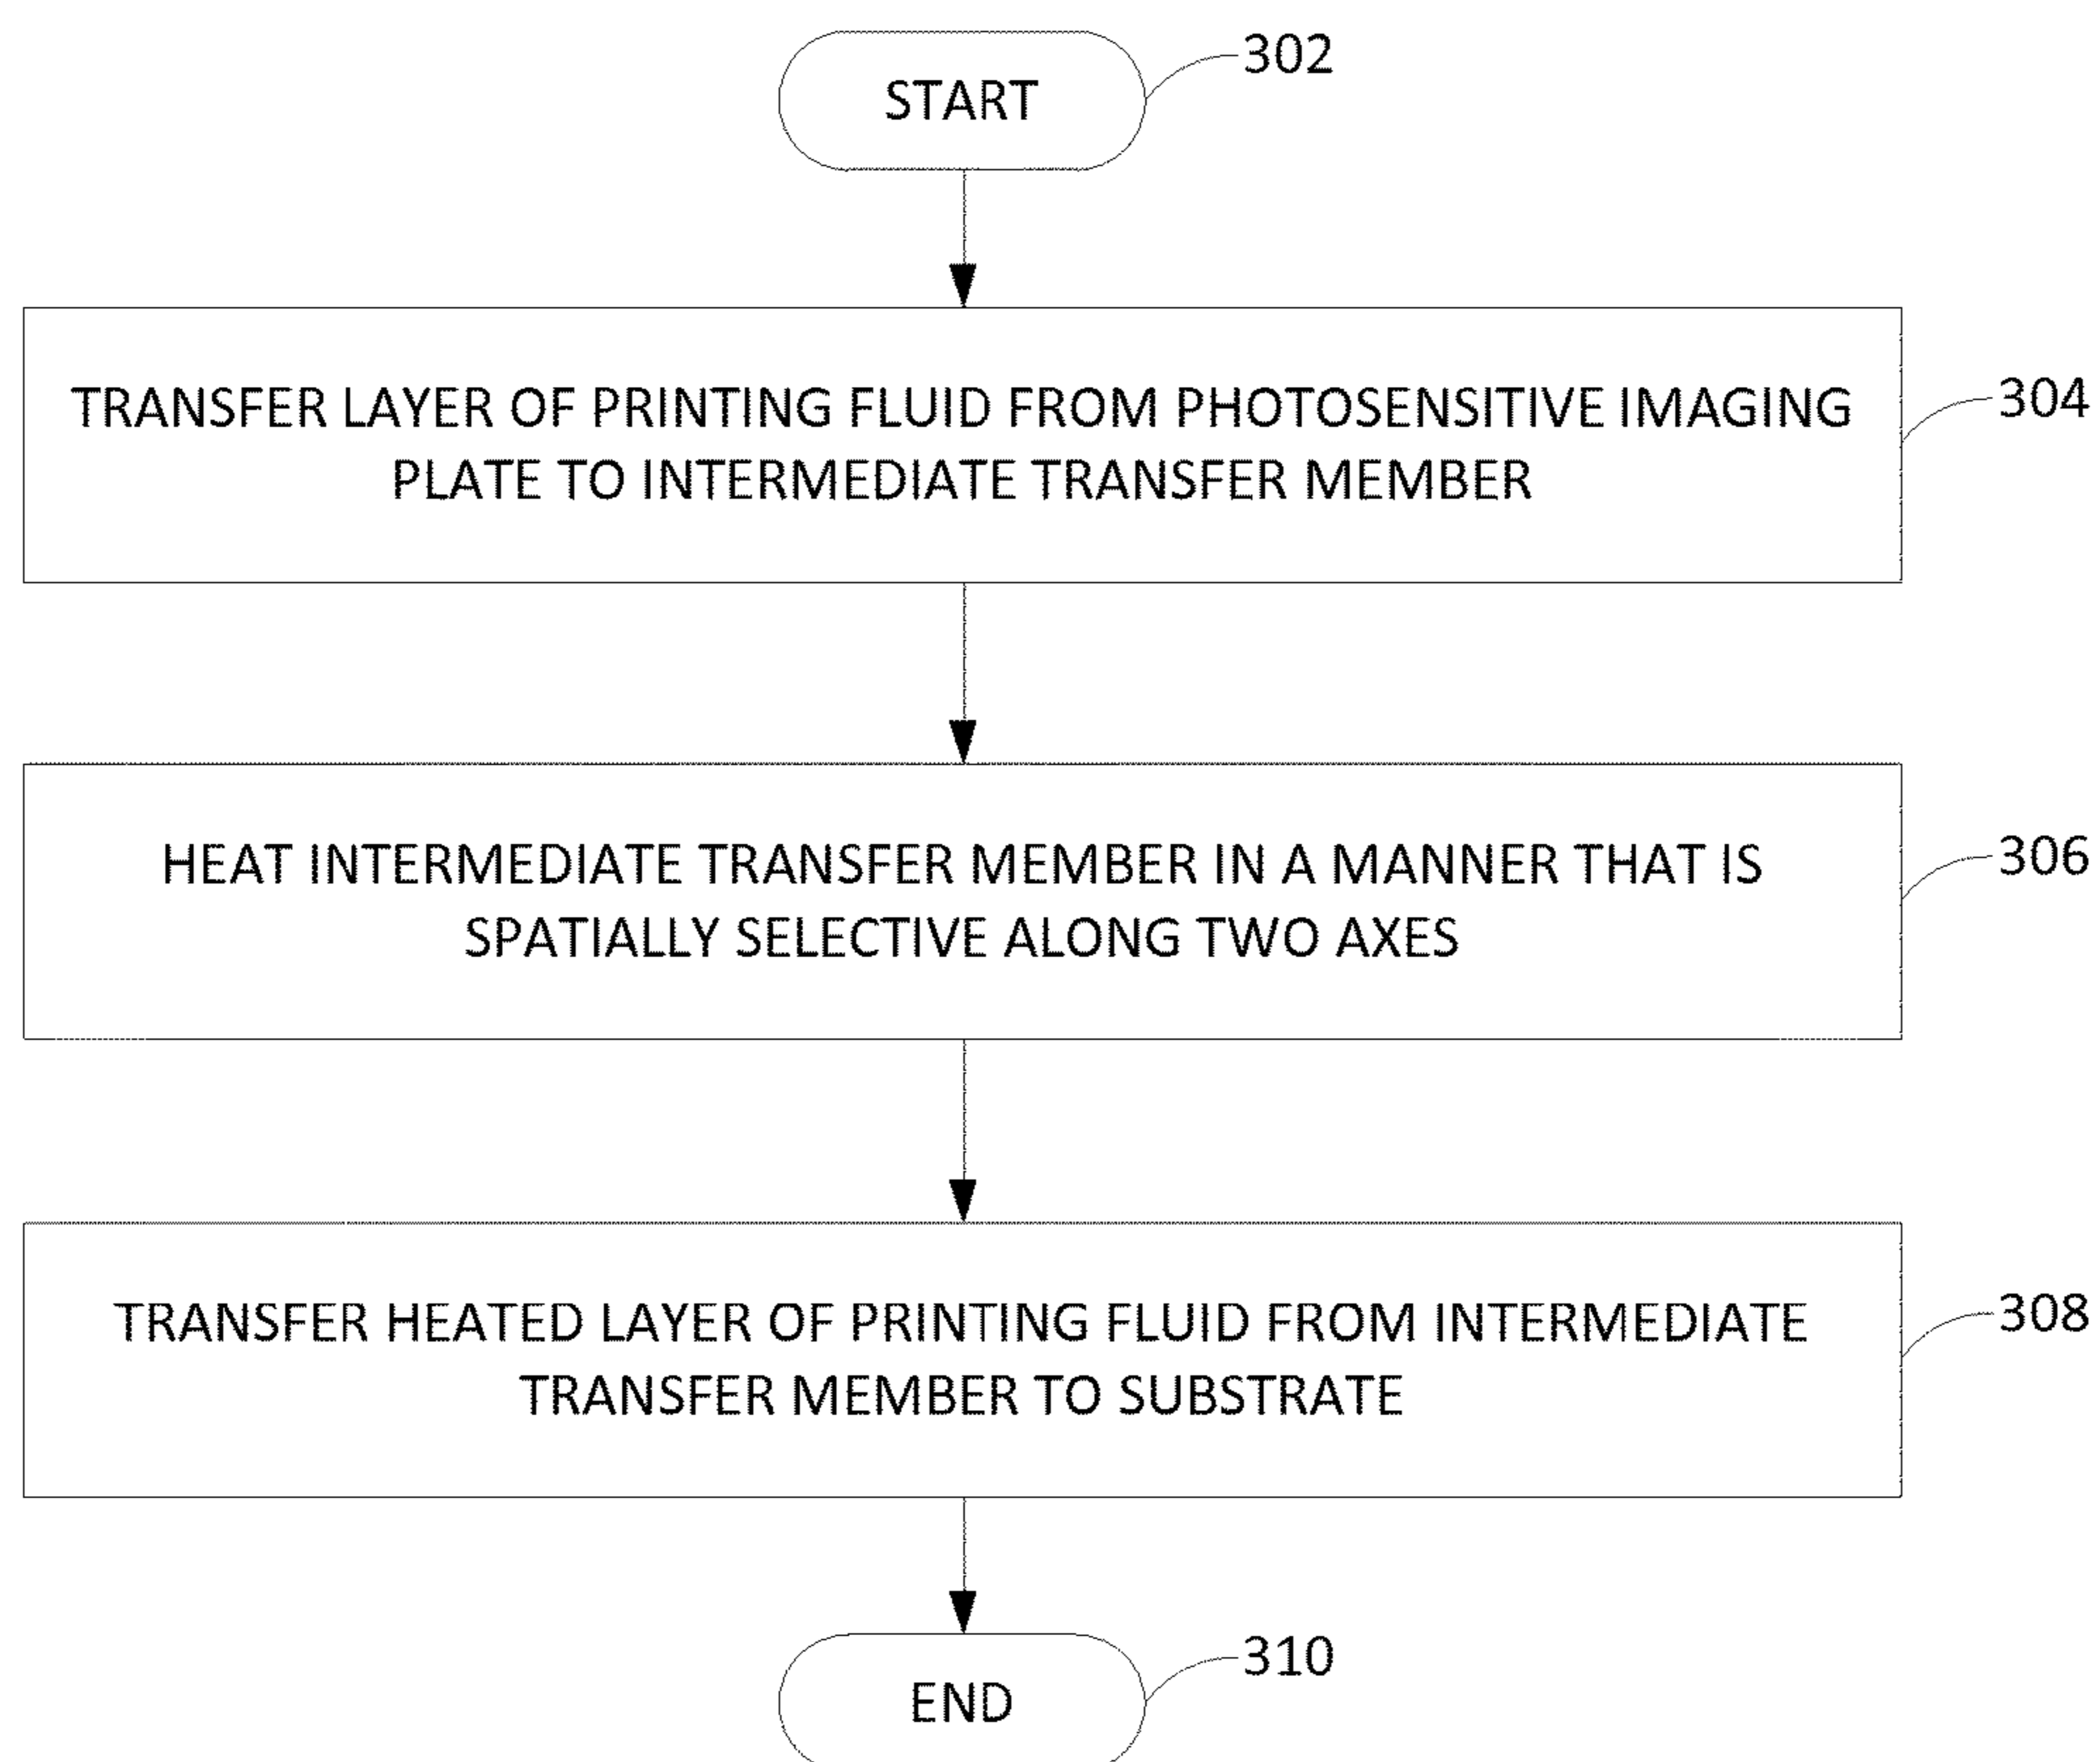 START
302
TRANSFER LAYER OF PRINTING FLUID FROM PHOTOSENSITIVE IMAGING
PLATE TO INTERMEDIATE TRANSFER MEMBER
304
HEAT INTERMEDIATE TRANSFER MEMBER IN A MANNER THAT IS
SPATIALLY SELECTIVE ALONG TWO AXES
306
TRANSFER HEATED LAYER OF PRINTING FLUID FROM INTERMEDIATE
TRANSFER MEMBER TO SUBSTRATE
308
END
310